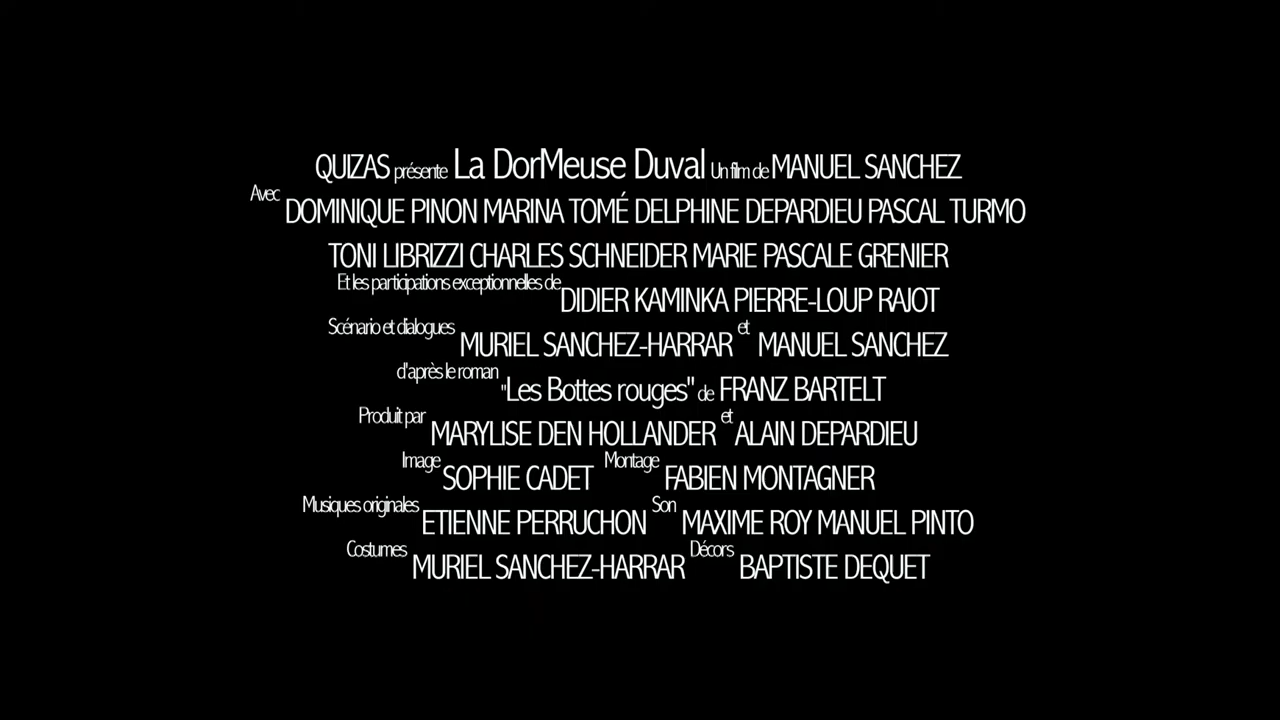 QUIZAS présente La DorMeuse Duval Un film de MANUEL SANCHEZ
Avec DOMINIQUE PINON MARINA TOMÉ DELPHINE DEPARDIEU PASCAL TURMO
TONI LIBRIZZI CHARLES SCHNEIDER MARIE PASCALE GRENIER
Et les participations exceptionnelles de DIDIER KAMINKA PIERRE-LOUP RAJOT
Scénario et dialogues MURIEL SANCHEZ-HARRAR et MANUEL SANCHEZ
d'après le roman "Les Bottes rouges" de FRANZ BARTELT
Produit par MARYLISE DEN HOLLANDER et ALAIN DEPARDIEU
Image SOPHIE CADET Montage FABIEN MONTAGNER
Musiques originales ETIENNE PERRUCHON Son MAXIME ROY MANUEL PINTO
Costumes MURIEL SANCHEZ-HARRAR Décors BAPTISTE DEQUET